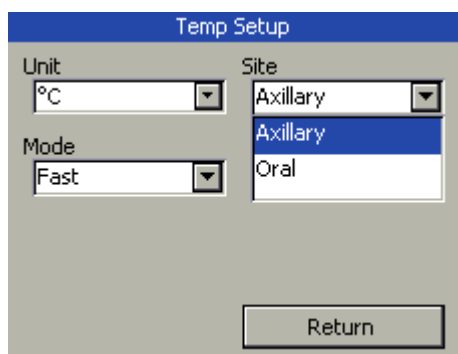 Temp Setup
Unit
Site
°C
Axillary
Axillary
Oral
Mode
Fast
Return